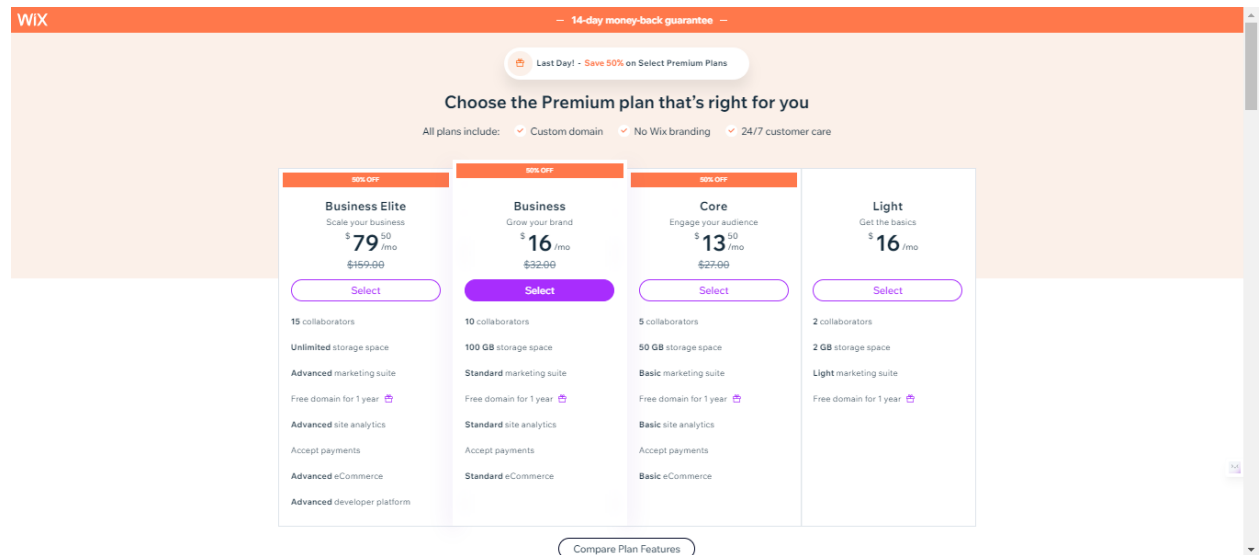 WiX
— 14-day money-back guarantee —
Last Day! - Save 50% on Select Premium Plans
Choose the Premium plan that's right for you
All plans include: Custom domain No Wix branding 24/7 customer care
50% OFF
Business Elite
Scale your business
$79 50 /mo
$159.00
Select
15 collaborators
Unlimited storage space
Advanced marketing suite
Free domain for 1 year
Advanced site analytics
Accept payments
Advanced eCommerce
Advanced developer platform
50% OFF
Business
Grow your brand
$16 /mo
$32.00
Select
10 collaborators
100 GB storage space
Standard marketing suite
Free domain for 1 year
Standard site analytics
Accept payments
Standard eCommerce
50% OFF
Core
Engage your audience
$13 50 /mo
$27.00
Select
5 collaborators
50 GB storage space
Basic marketing suite
Free domain for 1 year
Basic site analytics
Accept payments
Basic eCommerce
Light
Get the basics
$16 /mo
Select
2 collaborators
2 GB storage space
Light marketing suite
Free domain for 1 year
Compare Plan Features